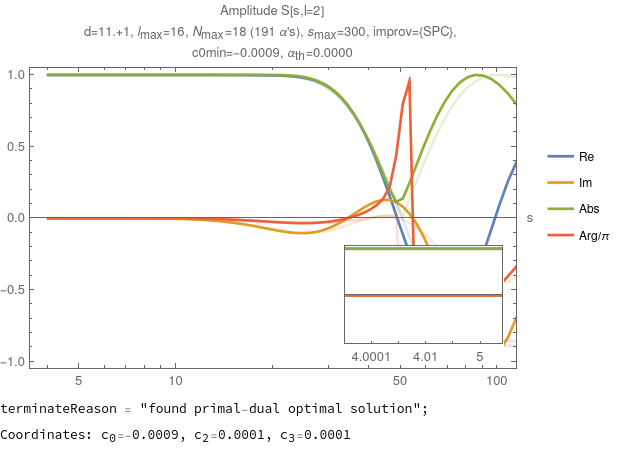 Amplitude S[s,l=2]
d=11.+1, lmax=16, Nmax=18 (191 α's), smax=300, improv={SPC},
c0min=-0.0009, αth=0.0000
1.0
0.5
0.0
-0.5
-1.0
5
10
50
100
s
4.0001
4.01
5
Re
Im
Abs
Arg/π
terminateReason = "found primal-dual optimal solution";
Coordinates: c0=-0.0009, c2=0.0001, c3=0.0001